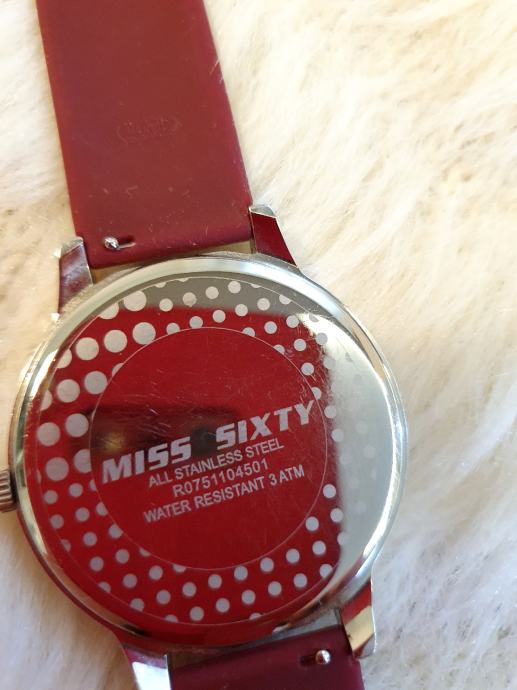 MISS SIXTY
ALL STAINLESS STEEL
R0751104501
WATER RESISTANT 3 ATM